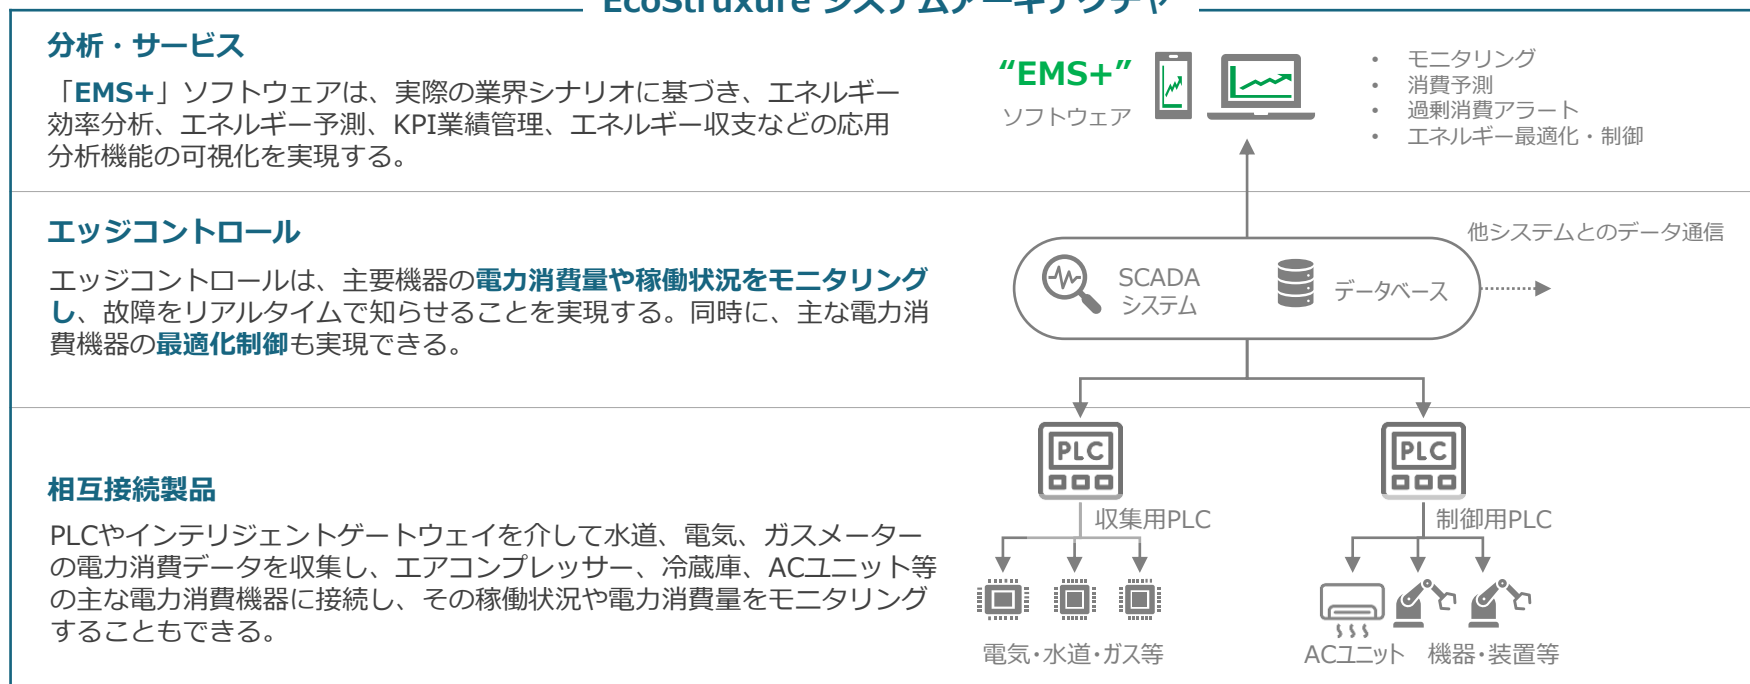 EcoStruxure システムアーキテクチャ
分析・サービス
「EMS+」ソフトウェアは、実際の業界シナリオに基づき、エネルギー
効率分析、エネルギー予測、KPI業績管理、エネルギー収支などの応用
分析機能の可視化を実現する。
“EMS+”
ソフトウェア
• モニタリング
• 消費予測
• 過剰消費アラート
• エネルギー最適化・制御
エッジコントロール
エッジコントロールは、主要機器の電力消費量や稼働状況をモニタリング
し、故障をリアルタイムで知らせることを実現する。同時に、主な電力消
費機器の最適化制御も実現できる。
他システムとのデータ通信
SCADA
システム
データベース
相互接続製品
PLCやインテリジェントゲートウェイを介して水道、電気、ガスメーター
の電力消費データを収集し、エアコンプレッサー、冷蔵庫、ACユニット等
の主な電力消費機器に接続し、その稼働状況や電力消費量をモニタリング
することもできる。
PLC
PLC
収集用PLC
制御用PLC
電気・水道・ガス等
ACユニット
機器・装置等